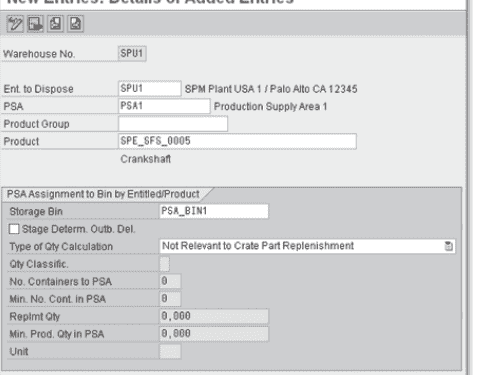 New Entries: Details of Added Entries
Warehouse No. SPU1
Ent. to Dispose SPU1 SPM Plant USA 1 / Palo Alto CA 12345
PSA PSA1 Production Supply Area 1
Product Group
Product SPE_SFS_0005
Crankshaft
PSA Assignment to Bin by Entitled/Product
Storage Bin PSA_BIN1
Stage Determ. Outb. Del.
Type of Qty Calculation Not Relevant to Crate Part Replenishment
Qty Classific.
No. Containers to PSA 0
Min. No. Cont. in PSA 0
Replmt Qty 0,000
Min. Prod. Qty in PSA 0,000
Unit